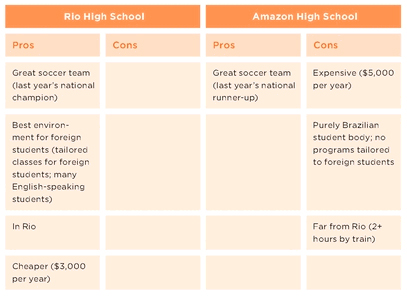 Rio High School
Amazon High School
Pros
Cons
Pros
Cons
Great soccer team
(last year's national
champion)
Great soccer team
(last year's national
runner-up)
Expensive ($5,000
per year)
Best environ-
ment for foreign
students (tailored
classes for foreign
students; many
English-speaking
students)
Purely Brazilian
student body; no
programs tailored
to foreign students
In Rio
Far from Rio (2+
hours by train)
Cheaper ($3,000
per year)